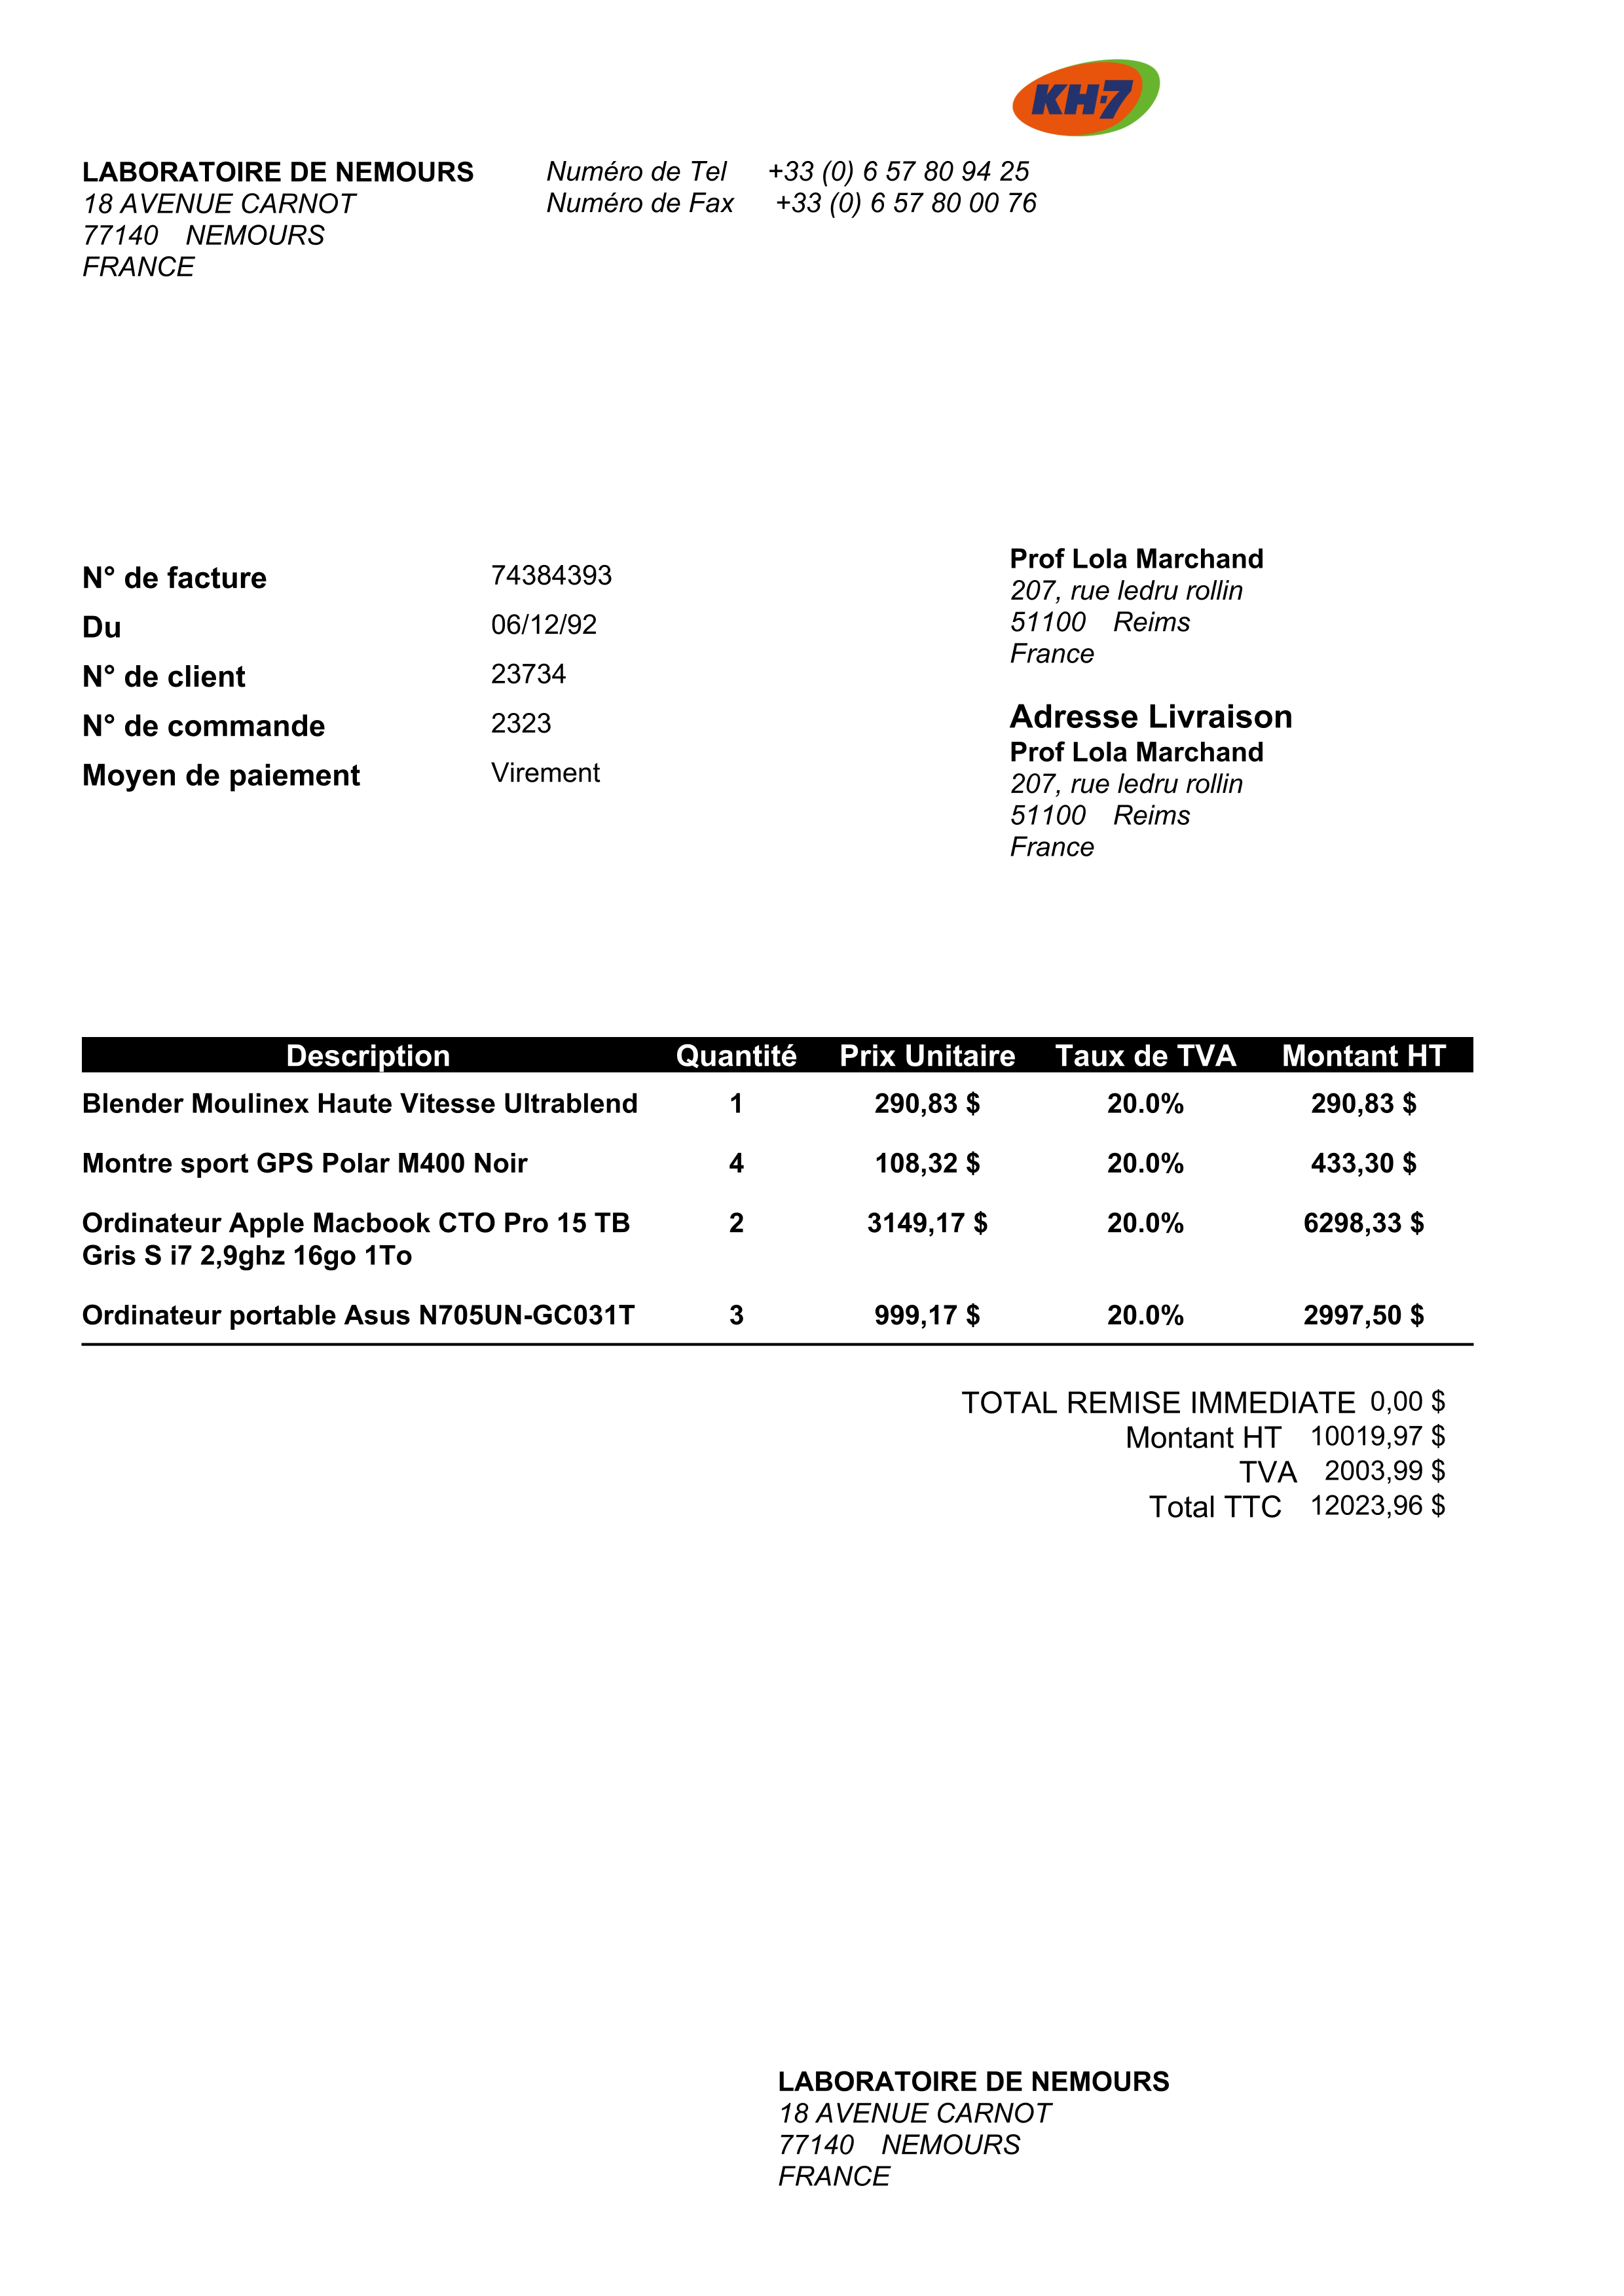 KH-7
LABORATOIRE DE NEMOURS
18 AVENUE CARNOT
77140 NEMOURS
FRANCE
Numéro de Tel +33 (0) 6 57 80 94 25
Numéro de Fax +33 (0) 6 57 80 00 76
N° de facture 74384393
Du 06/12/92
N° de client 23734
N° de commande 2323
Moyen de paiement Virement
Prof Lola Marchand
207, rue ledru rollin
51100 Reims
France
Adresse Livraison
Prof Lola Marchand
207, rue ledru rollin
51100 Reims
France
Description Quantité Prix Unitaire Taux de TVA Montant HT
Blender Moulinex Haute Vitesse Ultrablend 1 290,83 $ 20.0% 290,83 $
Montre sport GPS Polar M400 Noir 4 108,32 $ 20.0% 433,30 $
Ordinateur Apple Macbook CTO Pro 15 TB 2 3149,17 $ 20.0% 6298,33 $
Gris S i7 2,9ghz 16go 1To
Ordinateur portable Asus N705UN-GC031T 3 999,17 $ 20.0% 2997,50 $
TOTAL REMISE IMMEDIATE 0,00 $
Montant HT 10019,97 $
TVA 2003,99 $
Total TTC 12023,96 $
LABORATOIRE DE NEMOURS
18 AVENUE CARNOT
77140 NEMOURS
FRANCE